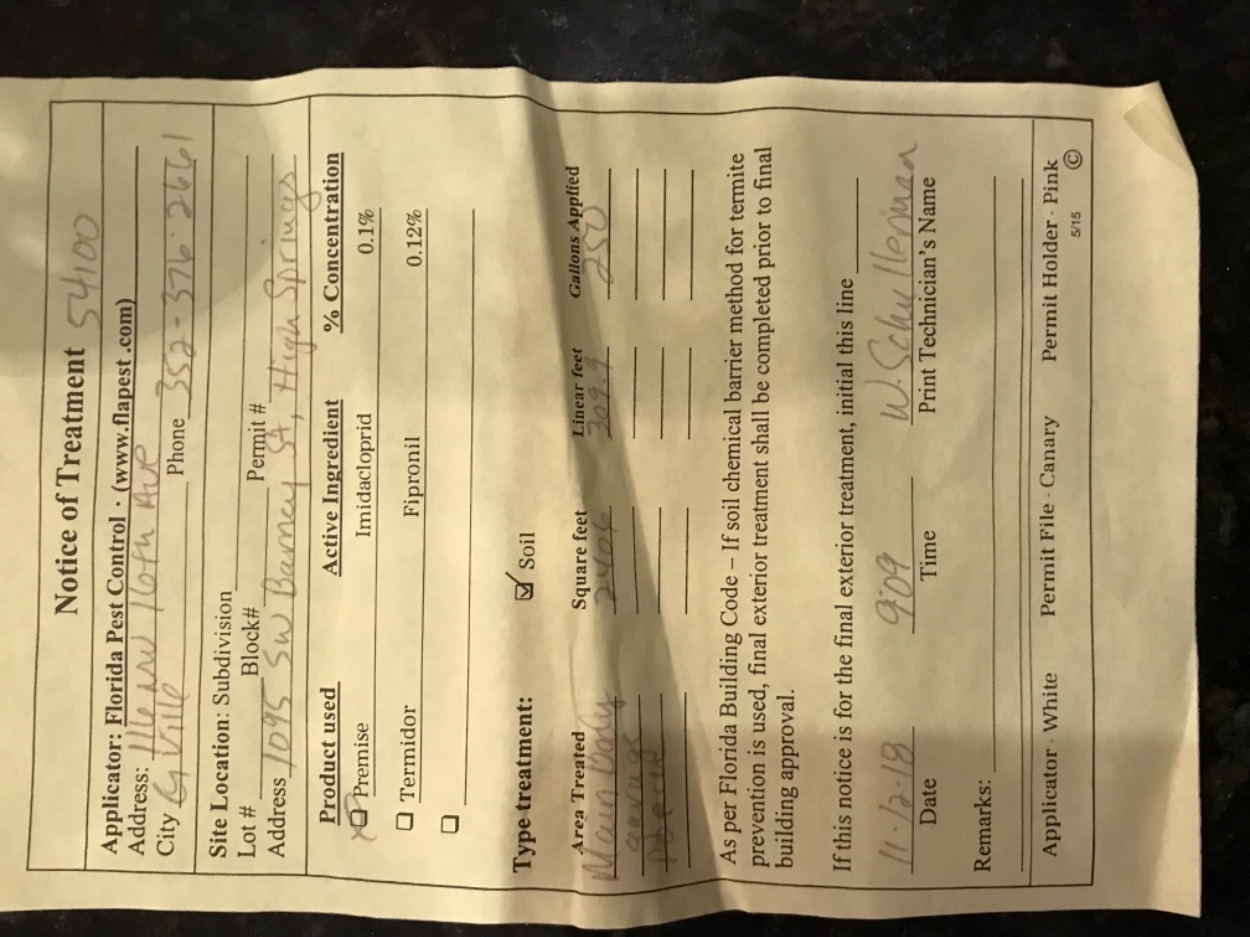 Notice of Treatment 54100
Applicator: Florida Pest Control · (www.flapest.com)
Address: 16th Ave
City G'Ville Phone 352-376-2661
Site Location: Subdivision
Lot # Block# Permit #
Address 1095 SW Barney St, High Springs
Product used Active Ingredient % Concentration
Premise Imidacloprid 0.1%
Termidor Fipronil 0.12%
Type treatment: Soil
Area Treated Square feet Linear feet Gallons Applied
Main Body 2406 309.9 250
garage
As per Florida Building Code – If soil chemical barrier method for termite
prevention is used, final exterior treatment shall be completed prior to final
building approval.
If this notice is for the final exterior treatment, initial this line
11-12-18 9:09 W. Schullerman
Date Time Print Technician's Name
Remarks:
Applicator - White Permit File - Canary Permit Holder - Pink
5/15 ©